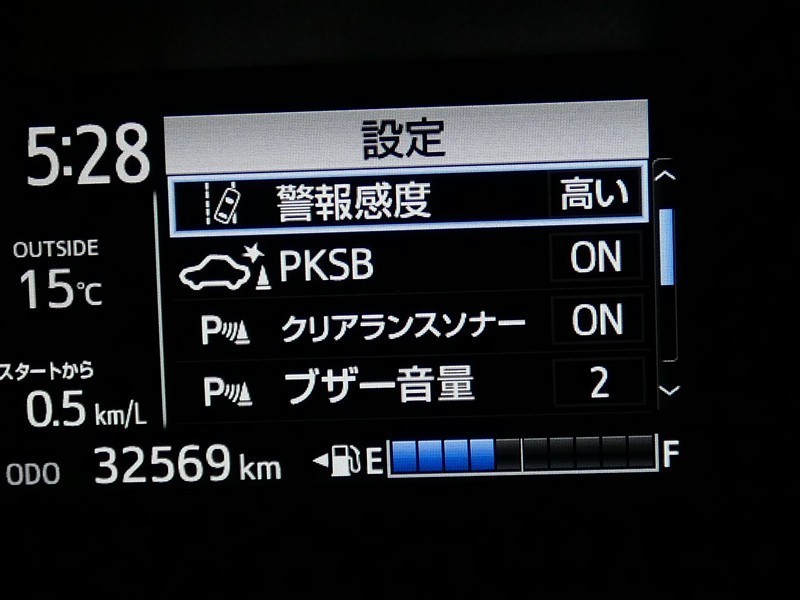 5:28
設定
警報感度 高い
PKSB ON
OUTSIDE
15℃
P クリアランスソナー ON
P ブザー音量 2
スタートから
0.5 km/L
ODO 32569 km
E F